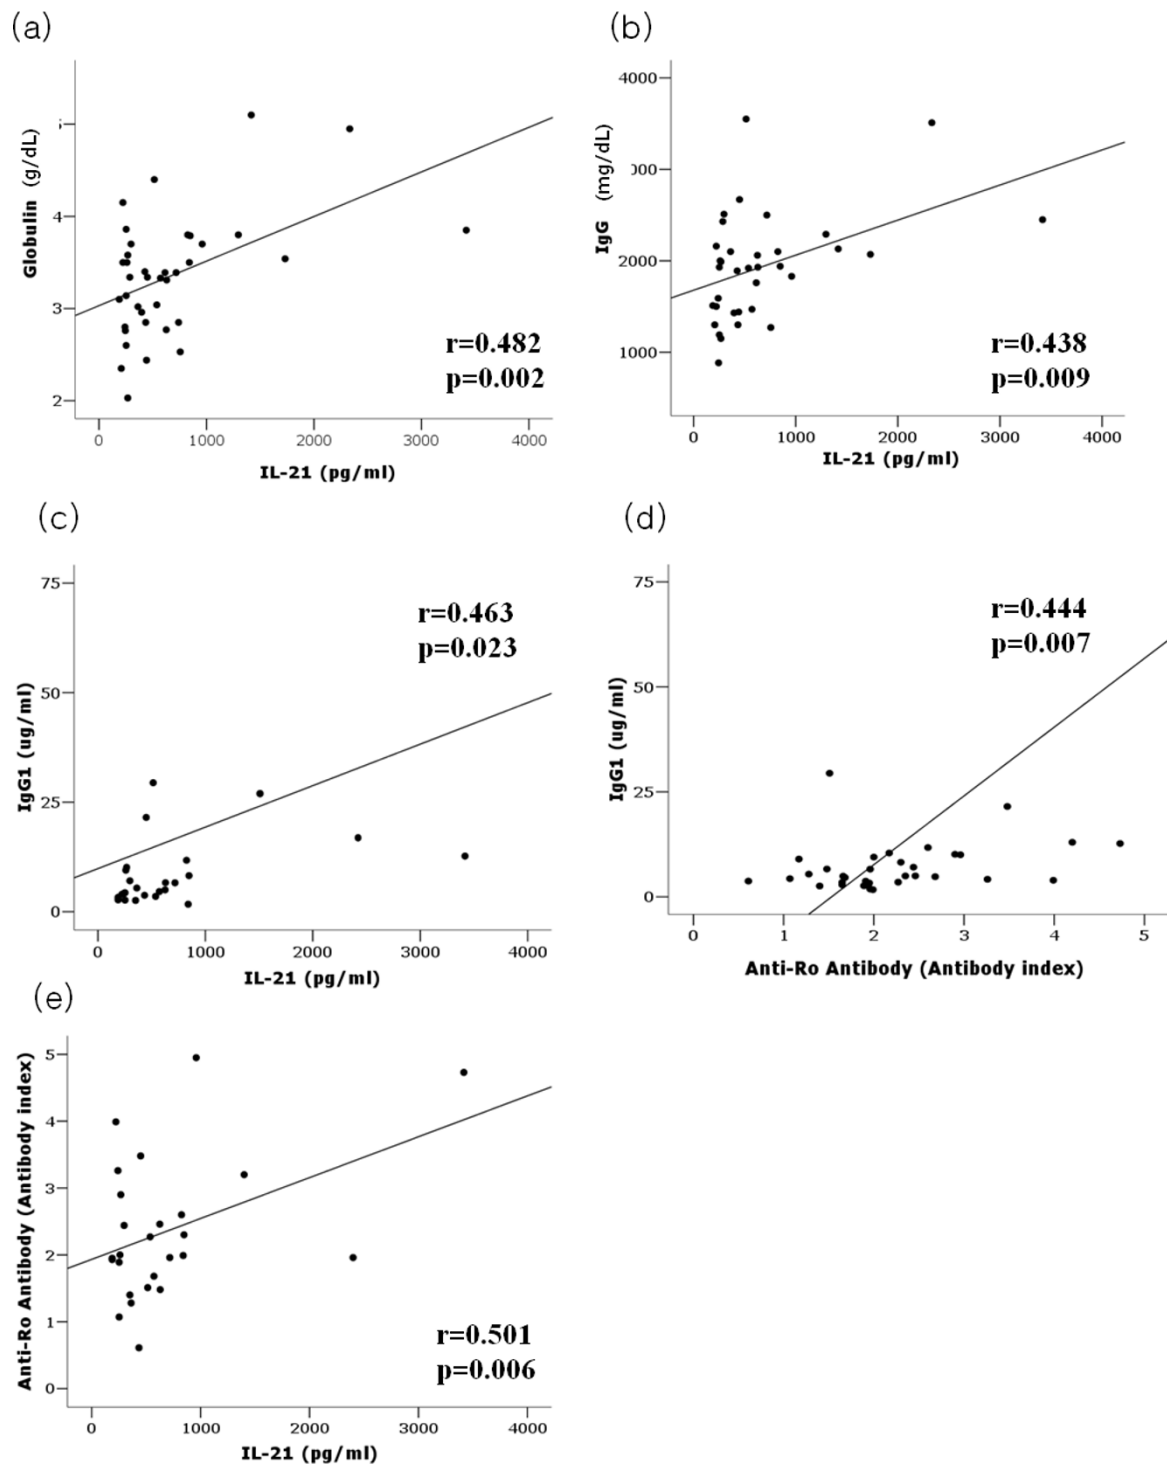 (a)
Globulin (g/dL)
4
3
2
r=0.482
p=0.002
0 1000 2000 3000 4000
IL-21 (pg/ml)
(b)
IgG (mg/dL)
4000
2000
1000
r=0.438
p=0.009
0 1000 2000 3000 4000
IL-21 (pg/ml)
(c)
IgG1 (ug/ml)
75
50
25
0
r=0.463
p=0.023
0 1000 2000 3000 4000
IL-21 (pg/ml)
(d)
IgG1 (ug/ml)
75
50
25
0
r=0.444
p=0.007
0 1 2 3 4 5
Anti-Ro Antibody (Antibody index)
(e)
Anti-Ro Antibody (Antibody index)
5
4
3
2
1
0
r=0.501
p=0.006
0 1000 2000 3000 4000
IL-21 (pg/ml)